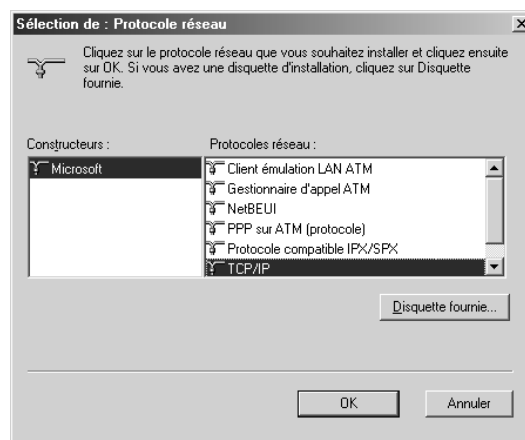 Sélection de : Protocole réseau
Cliquez sur le protocole réseau que vous souhaitez installer et cliquez ensuite
sur OK. Si vous avez une disquette d'installation, cliquez sur Disquette
fournie.
Constructeurs :
Protocoles réseau :
Microsoft
Client émulation LAN ATM
Gestionnaire d'appel ATM
NetBEUI
PPP sur ATM (protocole)
Protocole compatible IPX/SPX
TCP/IP
Disquette fournie...
OK
Annuler